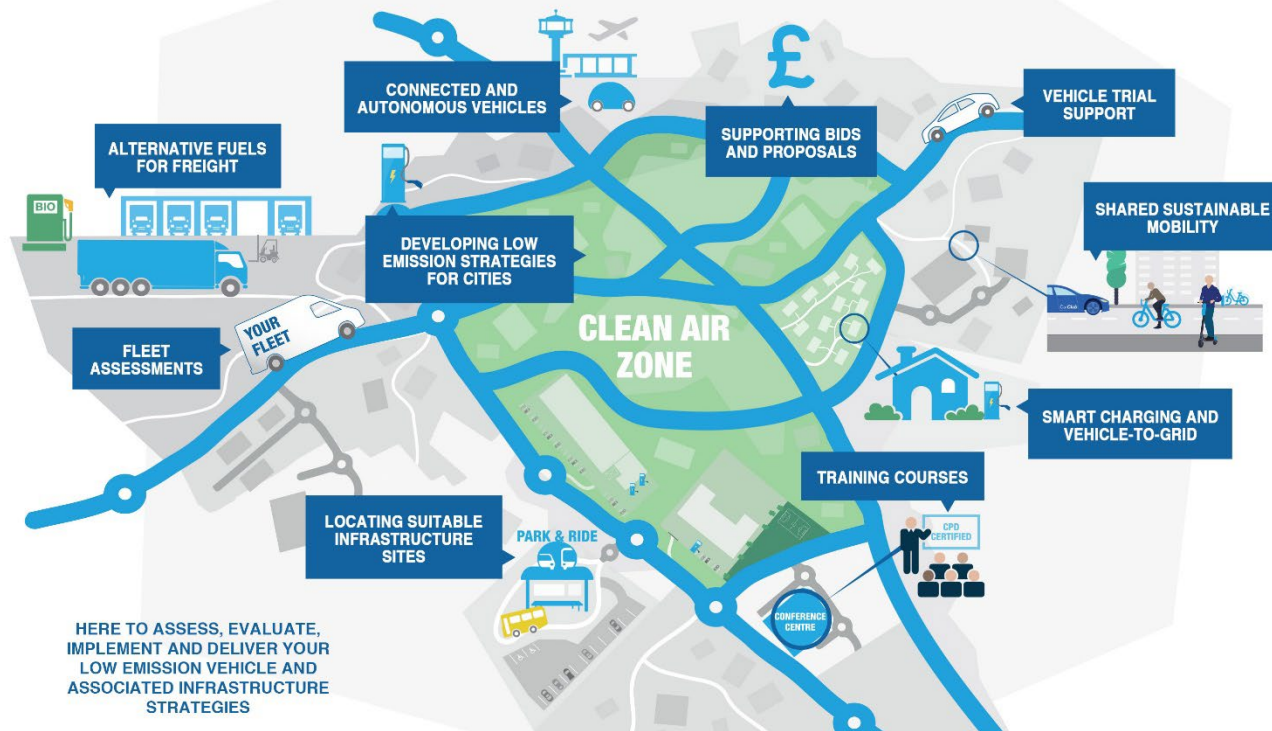 CONNECTED AND
AUTONOMOUS VEHICLES
£
SUPPORTING BIDS
AND PROPOSALS
VEHICLE TRIAL
SUPPORT
ALTERNATIVE FUELS
FOR FREIGHT
BIO
DEVELOPING LOW
EMISSION STRATEGIES
FOR CITIES
SHARED SUSTAINABLE
MOBILITY
YOUR
FLEET
FLEET
ASSESSMENTS
CLEAN AIR
ZONE
SMART CHARGING AND
VEHICLE-TO-GRID
TRAINING COURSES
CPD
CERTIFIED
LOCATING SUITABLE
INFRASTRUCTURE
SITES
PARK & RIDE
CONFERENCE
CENTRE
HERE TO ASSESS, EVALUATE,
IMPLEMENT AND DELIVER YOUR
LOW EMISSION VEHICLE AND
ASSOCIATED INFRASTRUCTURE
STRATEGIES